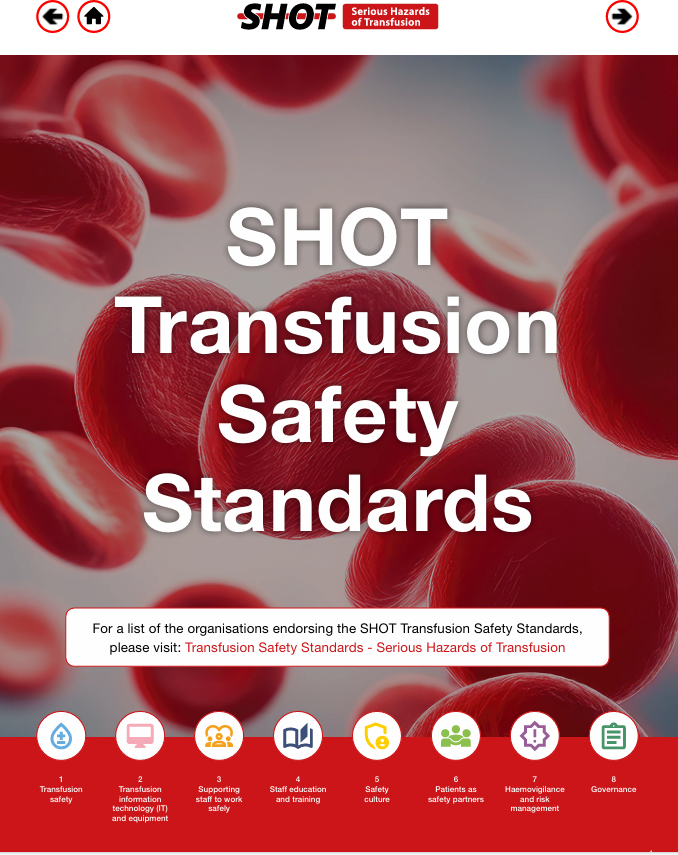 SHOT
Serious Hazards
of Transfusion
SHOT
Transfusion
Safety
Standards
For a list of the organisations endorsing the SHOT Transfusion Safety Standards,
please visit: Transfusion Safety Standards - Serious Hazards of Transfusion
1
Transfusion
safety
2
Transfusion
information
technology (IT)
and equipment
3
Supporting
staff to work
safely
4
Staff education
and training
5
Safety
culture
6
Patients as
safety partners
7
Haemovigilance
and risk
management
8
Governance